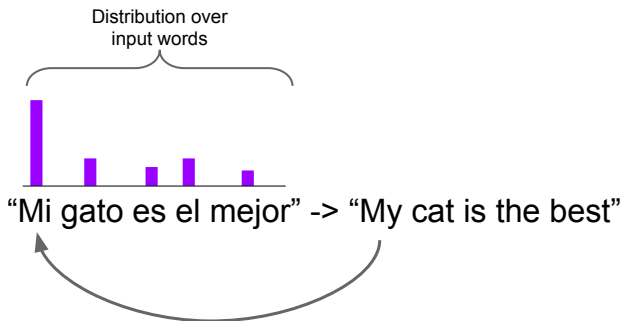 Distribution over
input words
“Mi gato es el mejor” -> “My cat is the best”